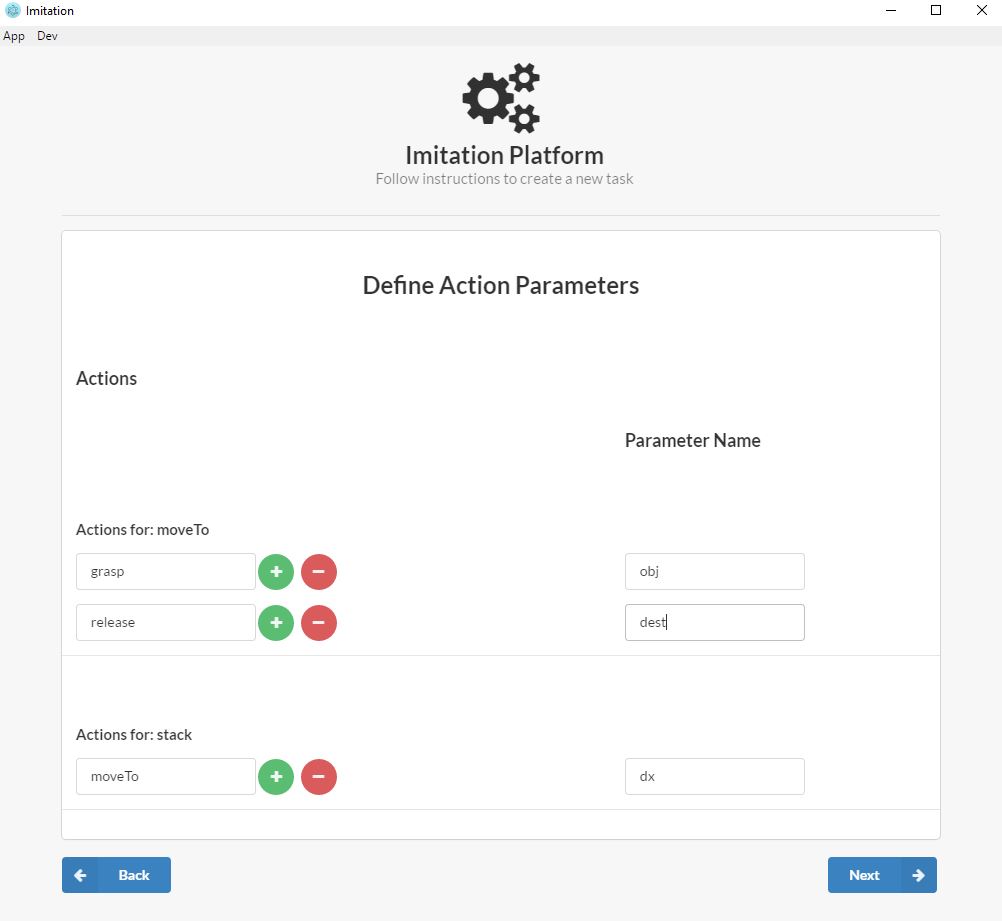 Imitation
App Dev
Imitation Platform
Follow instructions to create a new task
Define Action Parameters
Actions
Parameter Name
Actions for: moveTo
grasp obj
release dest
Actions for: stack
moveTo dx
Back Next